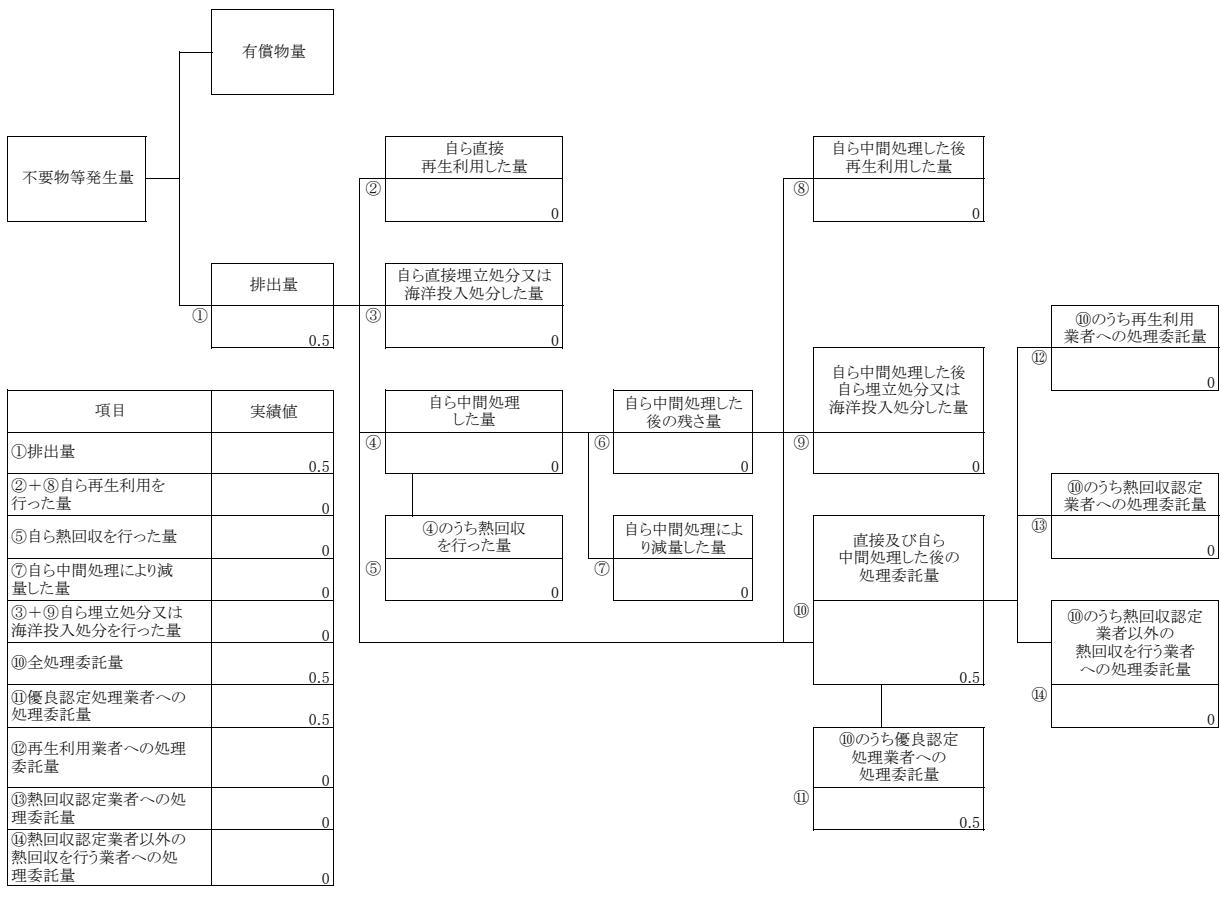 有償物量
不要物等発生量
排出量
①
0.5
自ら直接
再生利用した量
②
0
自ら直接埋立処分又は
海洋投入処分した量
③
0
自ら中間処理
した量
④
0
④のうち熱回収
を行った量
⑤
0
自ら中間処理した
後の残さ量
⑥
0
自ら中間処理によ
り減量した量
⑦
0
自ら中間処理した後
再生利用した量
⑧
0
自ら中間処理した後
自ら埋立処分又は
海洋投入処分した量
⑨
0
直接及び自ら
中間処理した後の
処理委託量
⑩
0.5
⑩のうち優良認定
処理業者への
処理委託量
⑪
0.5
⑩のうち再生利用
業者への処理委託量
⑫
0
⑩のうち熱回収認定
業者への処理委託量
⑬
0
⑩のうち熱回収認定
業者以外の
熱回収を行う業者
への処理委託量
⑭
0
項目 実績値
①排出量
0.5
②＋⑧自ら再生利用を
行った量
0
⑤自ら熱回収を行った量
0
⑦自ら中間処理により減
量した量
0
③＋⑨自ら埋立処分又は
海洋投入処分を行った量
0
⑩全処理委託量
0.5
⑪優良認定処理業者への
処理委託量
0.5
⑫再生利用業者への処理
委託量
0
⑬熱回収認定業者への処
理委託量
0
⑭熱回収認定業者以外の
熱回収を行う業者への処
理委託量
0